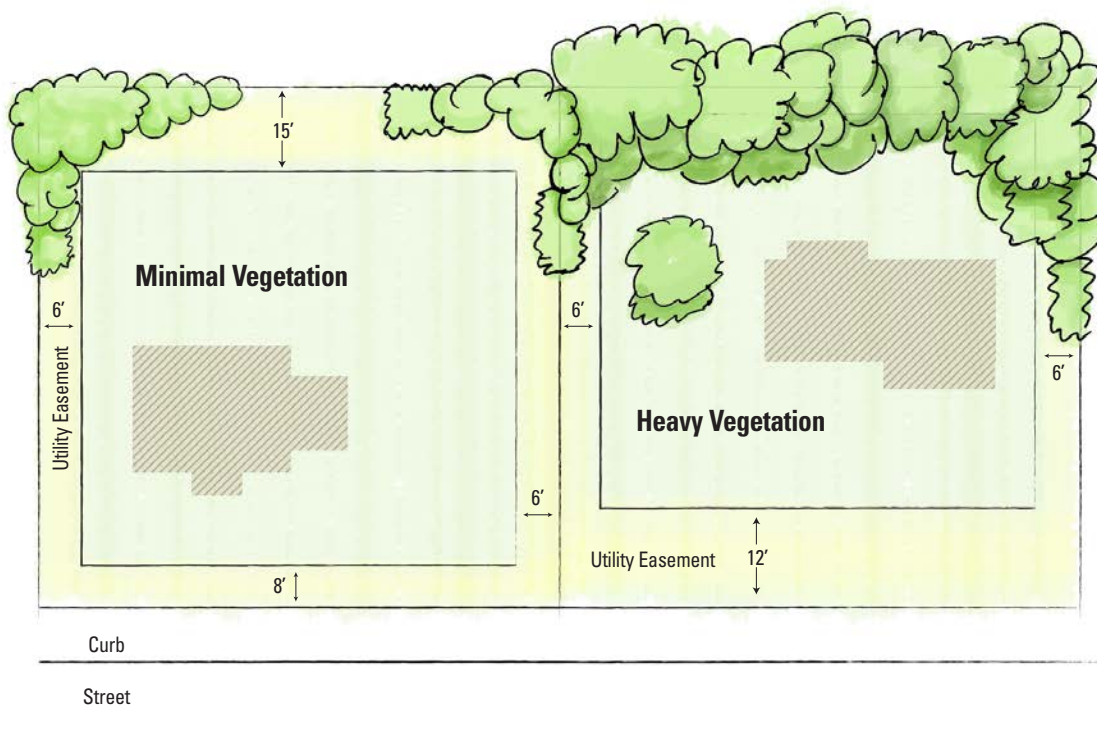 15′
Minimal Vegetation
6′
6′
6′
Utility Easement
Heavy Vegetation
6′
Utility Easement
12′
8′
Curb
Street